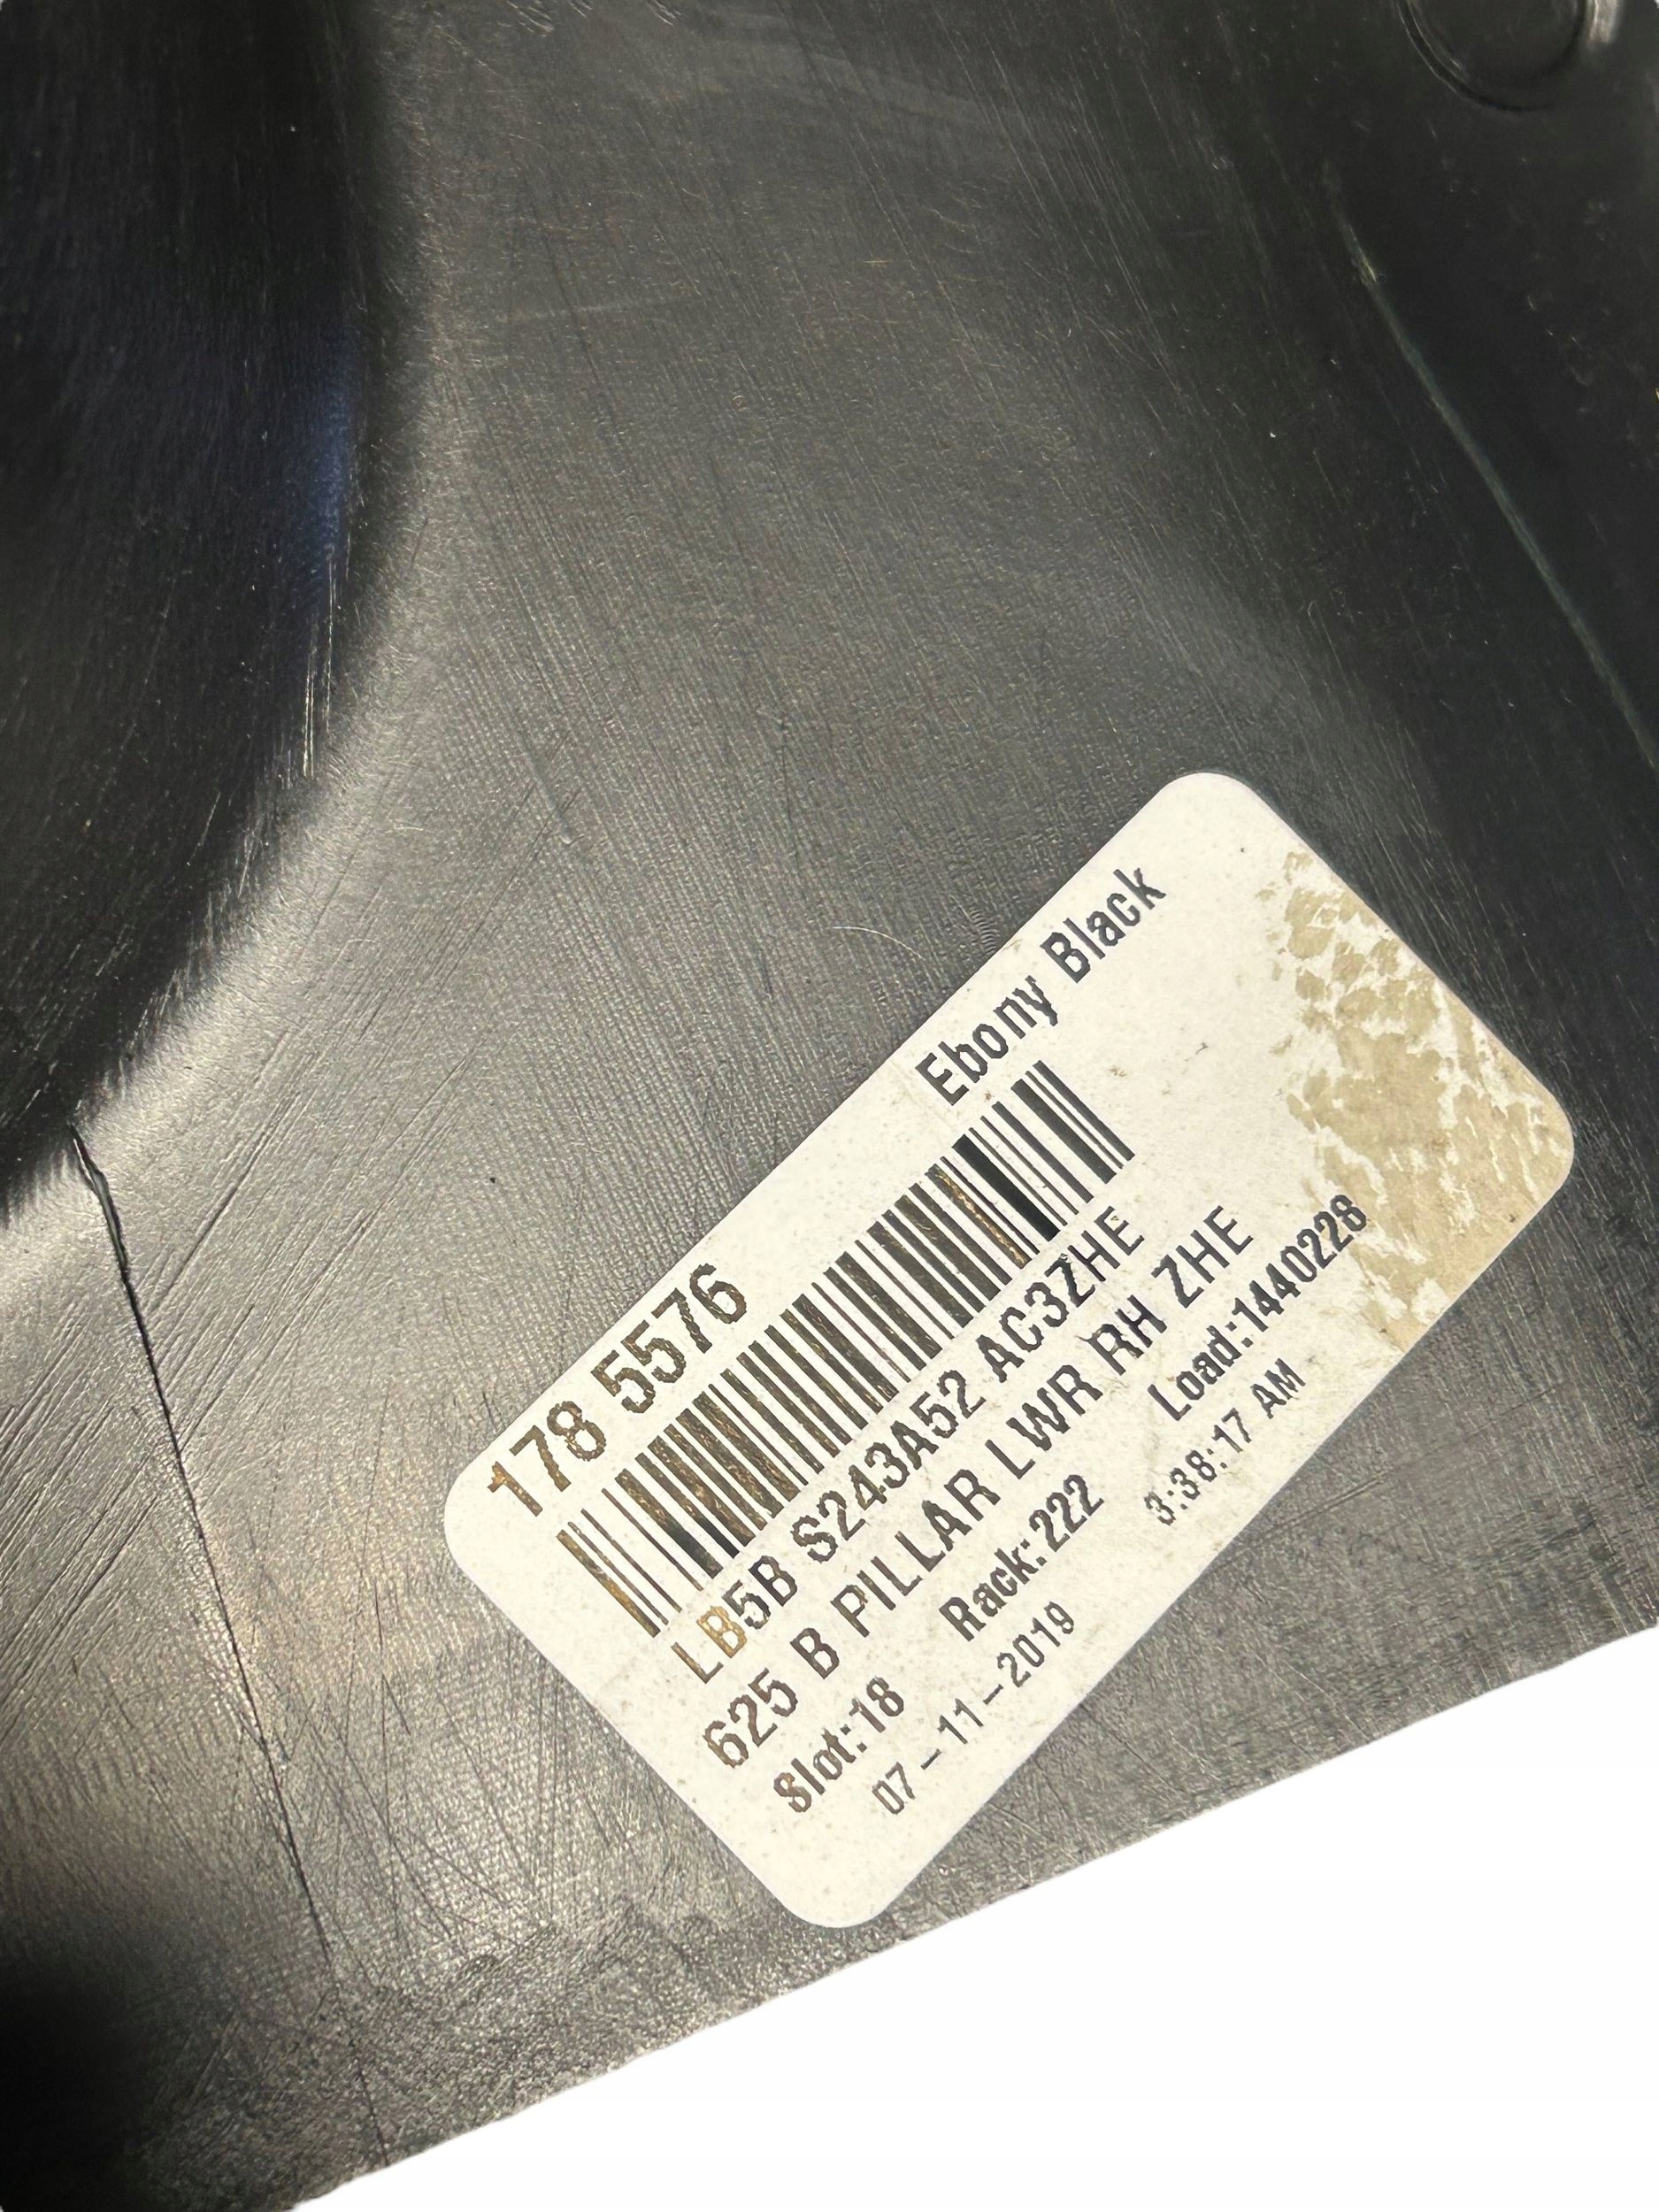 178 5576
Ebony Black
LB5B S243A52 AC3ZHE
625 B PILLAR LWR RH ZHE
Slot:18 Rack:222 Load:1440228
07-11-2019 3:38:17 AM